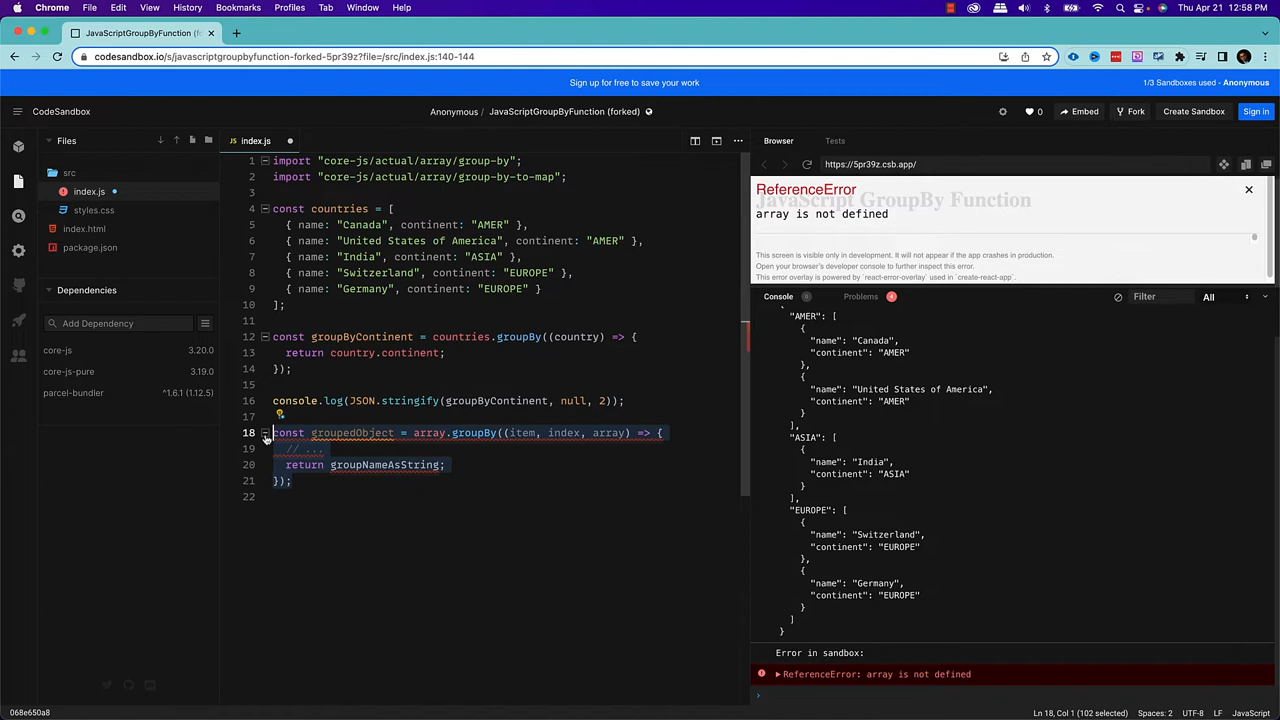 Chrome File Edit View History Bookmarks Profiles Tab Window Help Thu Apr 21 12:58 PM
JavaScriptGroupByFunction (f
codesandbox.io/s/javascriptgroupbyfunction-forked-5pr39z?file=/src/index.js:140-144
Sign up for free to save your work 1/3 Sandboxes used - Anonymous
CodeSandbox Anonymous / JavaScriptGroupByFunction (forked) 0 Embed Fork Create Sandbox Sign in
Files
src
index.js
styles.css
index.html
package.json
Dependencies
Add Dependency
core-js 3.20.0
core-js-pure 3.19.0
parcel-bundler ^1.6.1 (1.12.5)
JS index.js
1 import "core-js/actual/array/group-by";
2 import "core-js/actual/array/group-by-to-map";
3
4 const countries = [
5 { name: "Canada", continent: "AMER" },
6 { name: "United States of America", continent: "AMER" },
7 { name: "India", continent: "ASIA" },
8 { name: "Switzerland", continent: "EUROPE" },
9 { name: "Germany", continent: "EUROPE" }
10 ];
11
12 const groupByContinent = countries.groupBy((country) => {
13 return country.continent;
14 });
15
16 console.log(JSON.stringify(groupByContinent, null, 2));
17
18 const groupedObject = array.groupBy((item, index, array) => {
19 // ...
20 return groupNameAsString;
21 });
22
Browser Tests
https://5pr39z.csb.app/
JavaScript GroupBy Function
ReferenceError
array is not defined
This screen is visible only in development. It will not appear if the app crashes in production.
Open your browser's developer console to further inspect this error.
This error overlay is powered by `react-error-overlay` used in `create-react-app`.
Console 0 Problems 4 Filter All
{
"AMER": [
{
"name": "Canada",
"continent": "AMER"
},
{
"name": "United States of America",
"continent": "AMER"
}
],
"ASIA": [
{
"name": "India",
"continent": "ASIA"
}
],
"EUROPE": [
{
"name": "Switzerland",
"continent": "EUROPE"
},
{
"name": "Germany",
"continent": "EUROPE"
}
]
}
Error in sandbox:
ReferenceError: array is not defined
068e650a8 Ln 18, Col 1 (102 selected) Spaces: 2 UTF-8 LF JavaScript